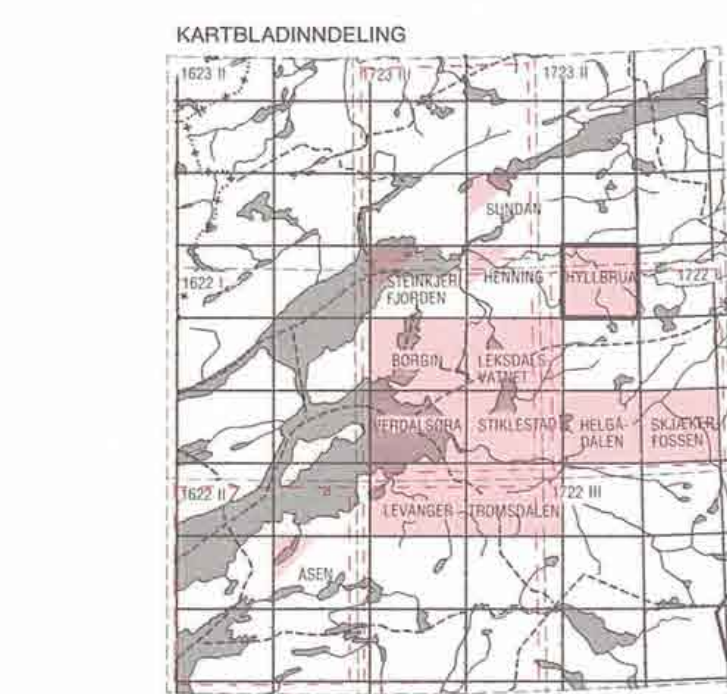 KARTBLADINNDELING
1623 II
1723 III
1723 II
SUNDAN
1622 I
STEINKJER
FJORDEN
HENNING
HYLLBRUA
1722 I
BORGIN
LEKSDALS-
VATNET
VERDALSØRA
STIKLESTAD
HELGÅ-
DALEN
SKJÆKER-
FOSSEN
1622 II
1722 III
LEVANGER - TROMSDALEN
ÅSEN